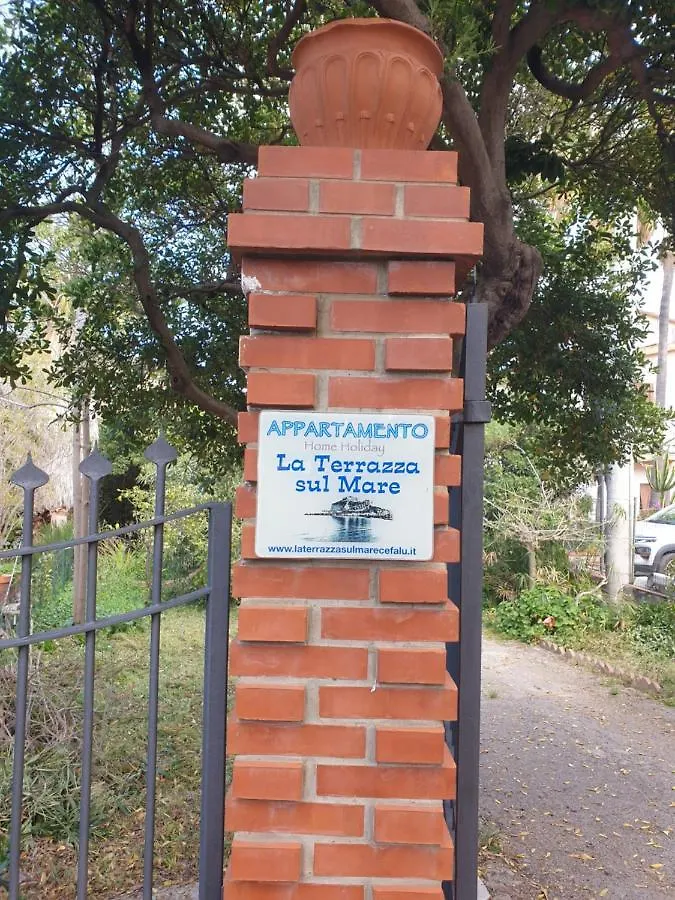 APPARTAMENTO
Home Holiday
La Terrazza
sul Mare
www.laterrazzasulmarecefalu.it